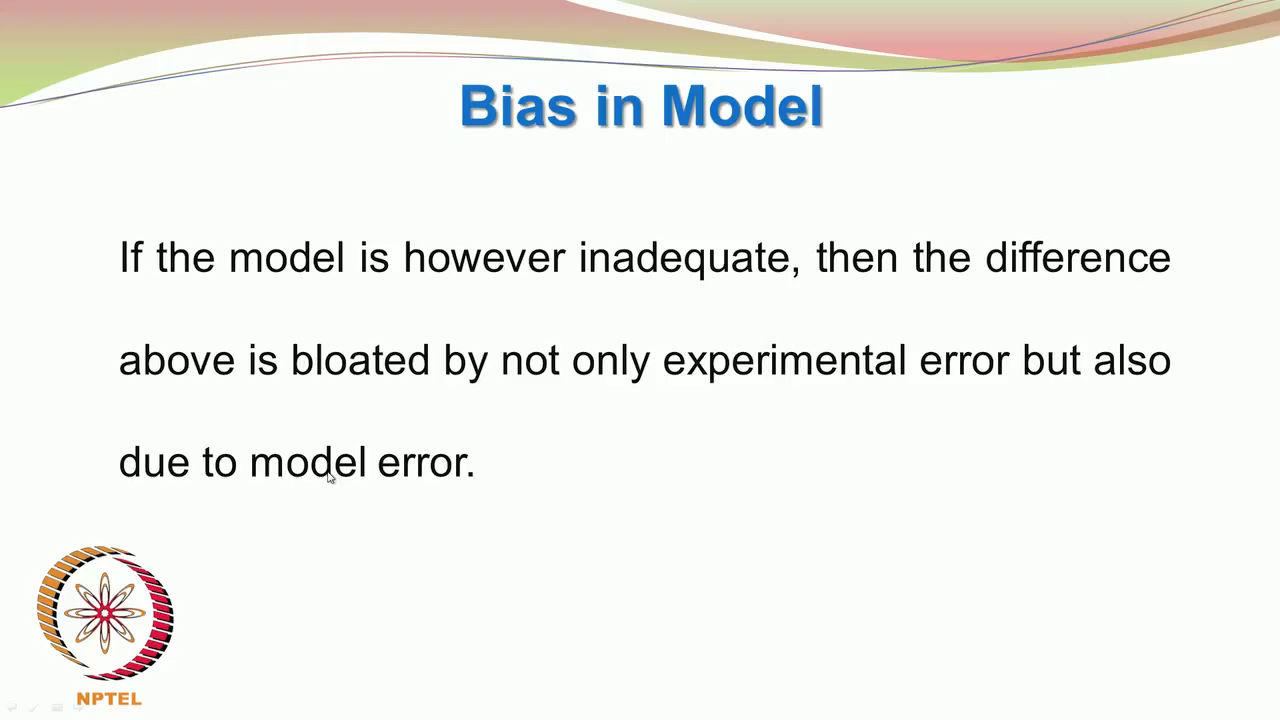 Bias in Model
If the model is however inadequate, then the difference
above is bloated by not only experimental error but also
due to model error.
NPTEL